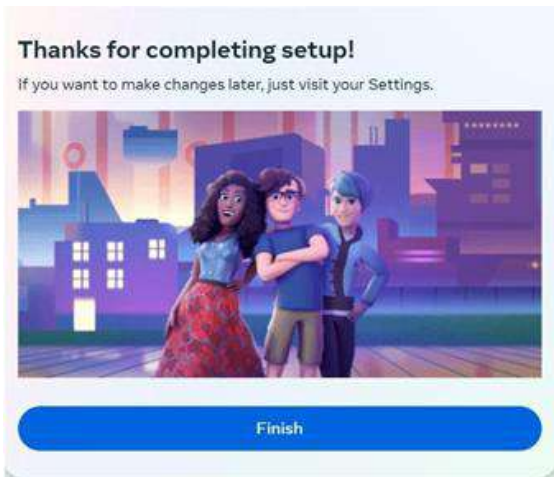 Thanks for completing setup!
If you want to make changes later, just visit your Settings.
Finish